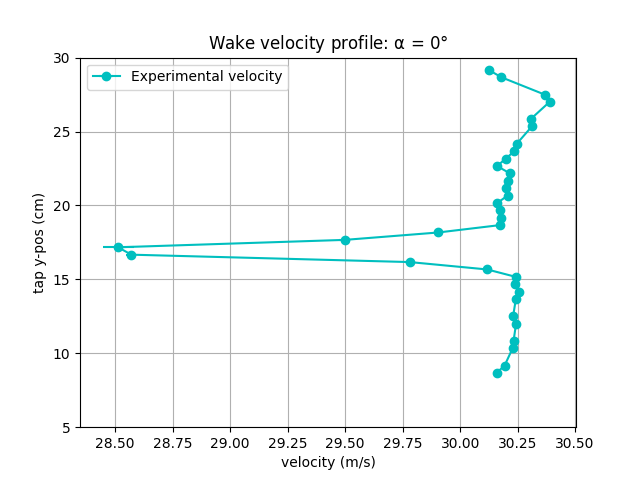 Wake velocity profile: α = 0°
Experimental velocity
tap y-pos (cm)
30
25
20
15
10
5
28.50 28.75 29.00 29.25 29.50 29.75 30.00 30.25 30.50
velocity (m/s)